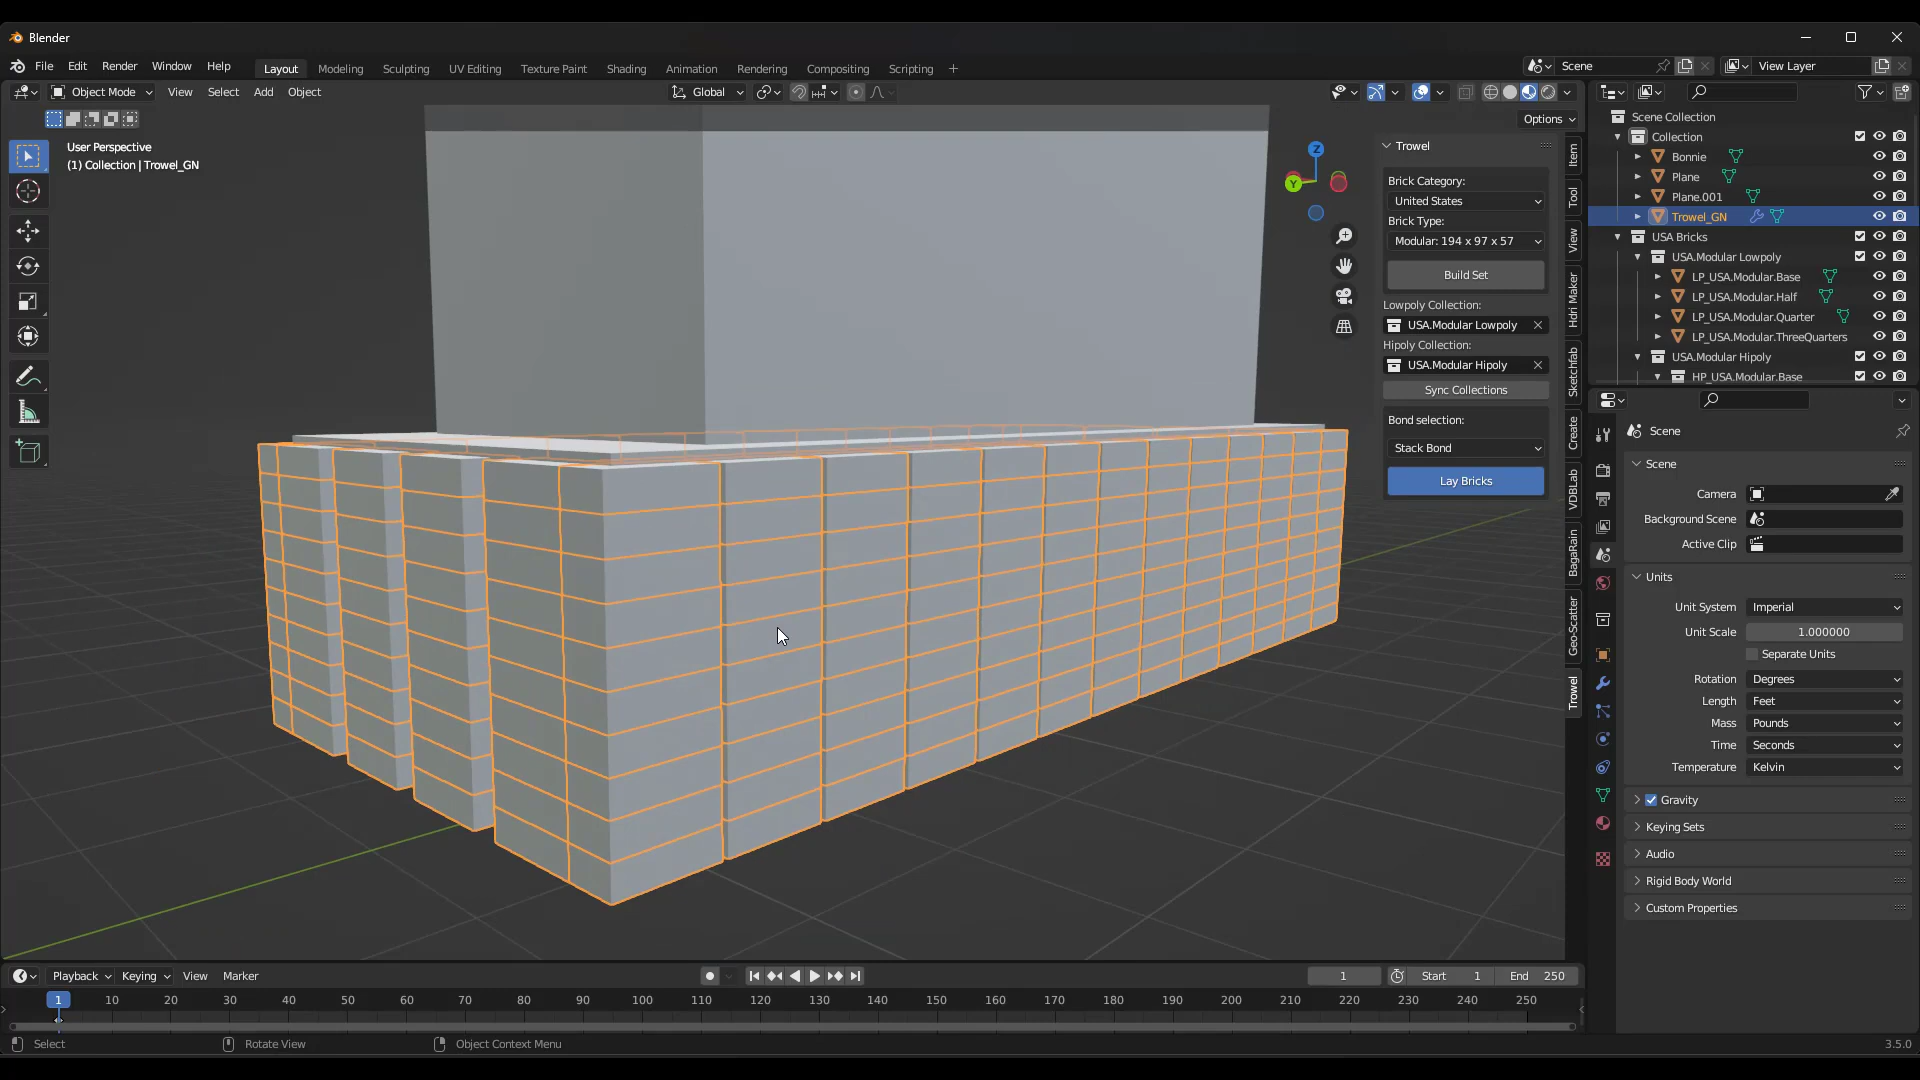 Blender
File Edit Render Window Help
Layout Modeling Sculpting UV Editing Texture Paint Shading Animation Rendering Compositing Scripting +
Scene
View Layer
Object Mode
View Select Add Object
Global
Options
User Perspective
(1) Collection | Trowel_GN
Z
Y
Trowel
Brick Category:
United States
Brick Type:
Modular: 194 x 97 x 57
Build Set
Lowpoly Collection:
USA.Modular Lowpoly
Hipoly Collection:
USA.Modular Hipoly
Sync Collections
Bond selection:
Stack Bond
Lay Bricks
Item
Tool
View
Hdri Maker
Sketchfab
Create
VDBLab
BagaRain
Geo-Scatter
Trowel
Scene Collection
Collection
Bonnie
Plane
Plane.001
Trowel_GN
USA Bricks
USA.Modular Lowpoly
LP_USA.Modular.Base
LP_USA.Modular.Half
LP_USA.Modular.Quarter
LP_USA.Modular.ThreeQuarters
USA.Modular Hipoly
HP_USA.Modular.Base
Scene
Scene
Camera
Background Scene
Active Clip
Units
Unit System Imperial
Unit Scale 1.000000
Separate Units
Rotation Degrees
Length Feet
Mass Pounds
Time Seconds
Temperature Kelvin
Gravity
Keying Sets
Audio
Rigid Body World
Custom Properties
Playback Keying View Marker
1 Start 1 End 250
1 10 20 30 40 50 60 70 80 90 100 110 120 130 140 150 160 170 180 190 200 210 220 230 240 250
Select Rotate View Object Context Menu 3.5.0